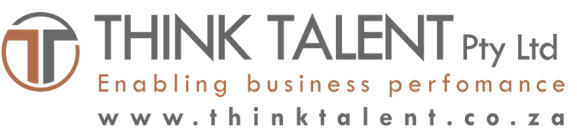 THINK TALENT Pty Ltd
Enabling business perfomance
www.thinktalent.co.za